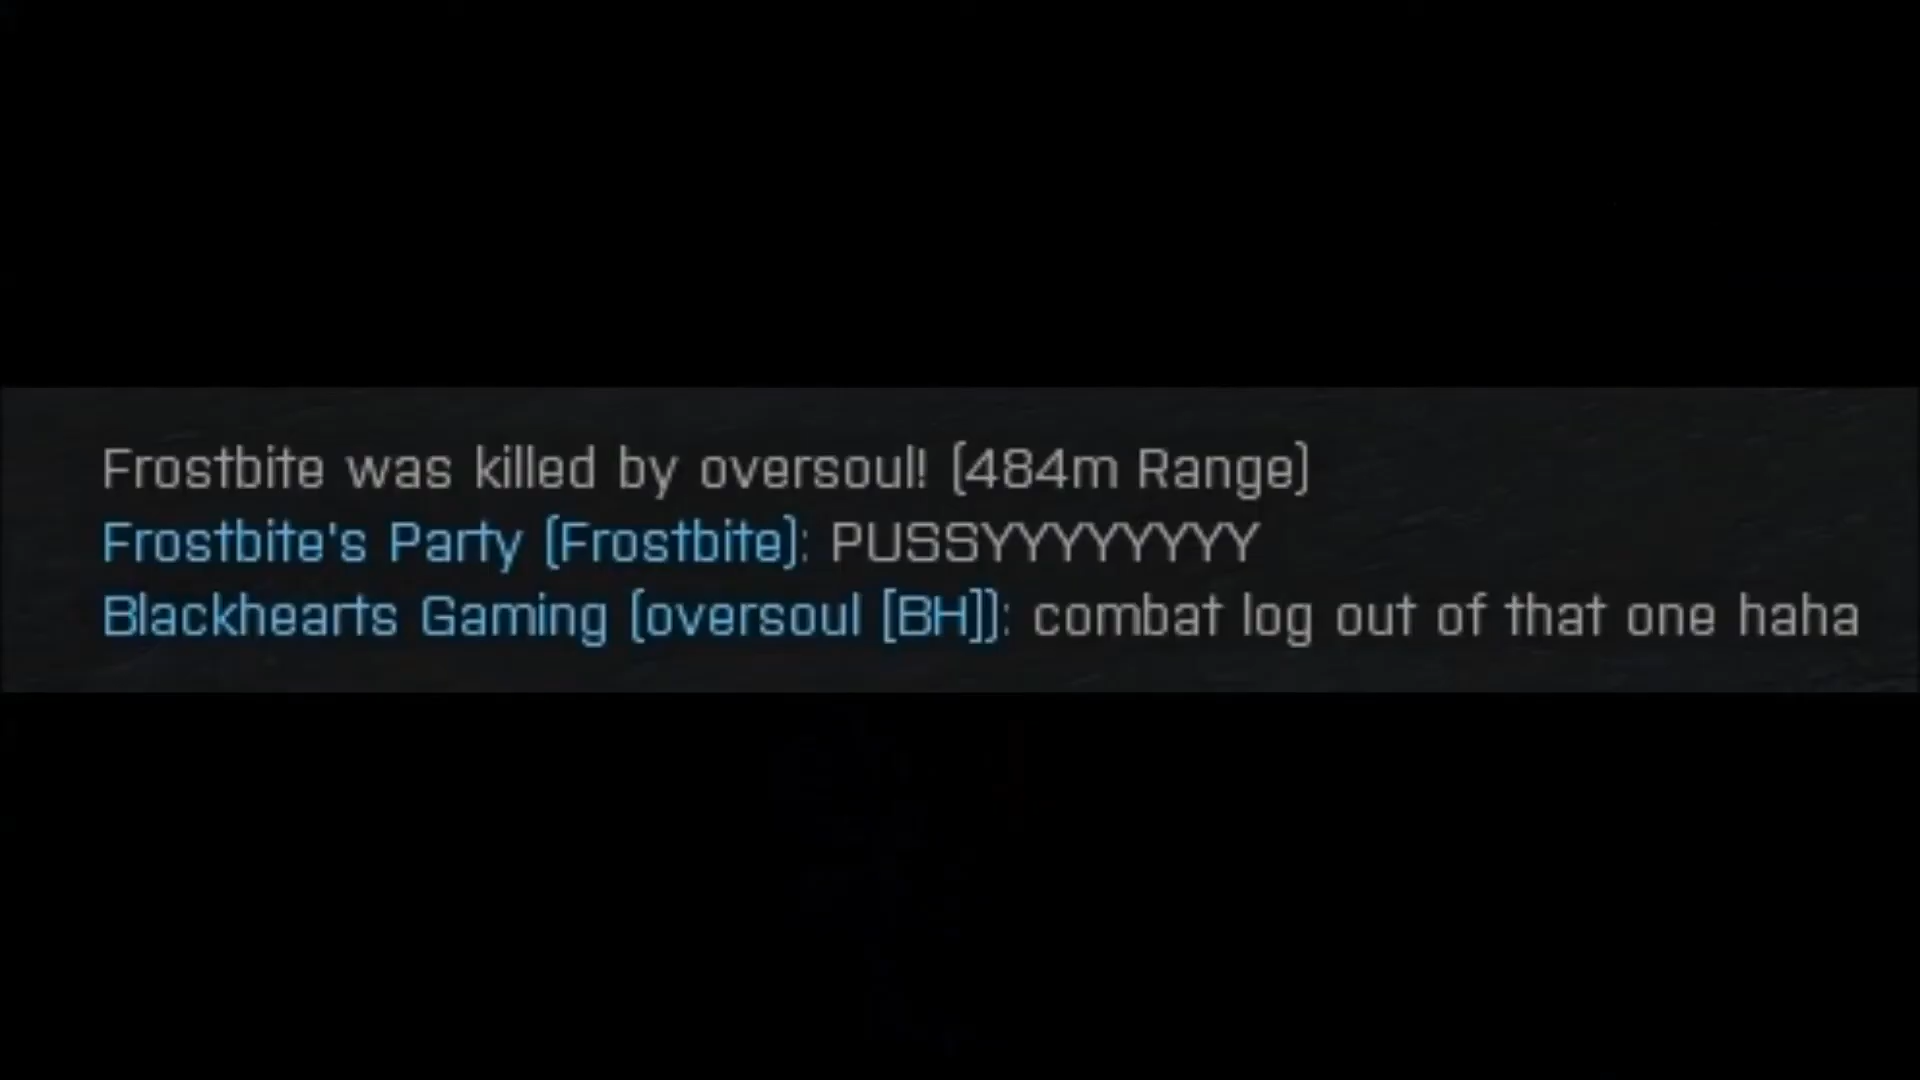 Frostbite was killed by oversoul! (484m Range)
Frostbite's Party (Frostbite): PUSSYYYYYYYY
Blackhearts Gaming (oversoul [BH]): combat log out of that one haha